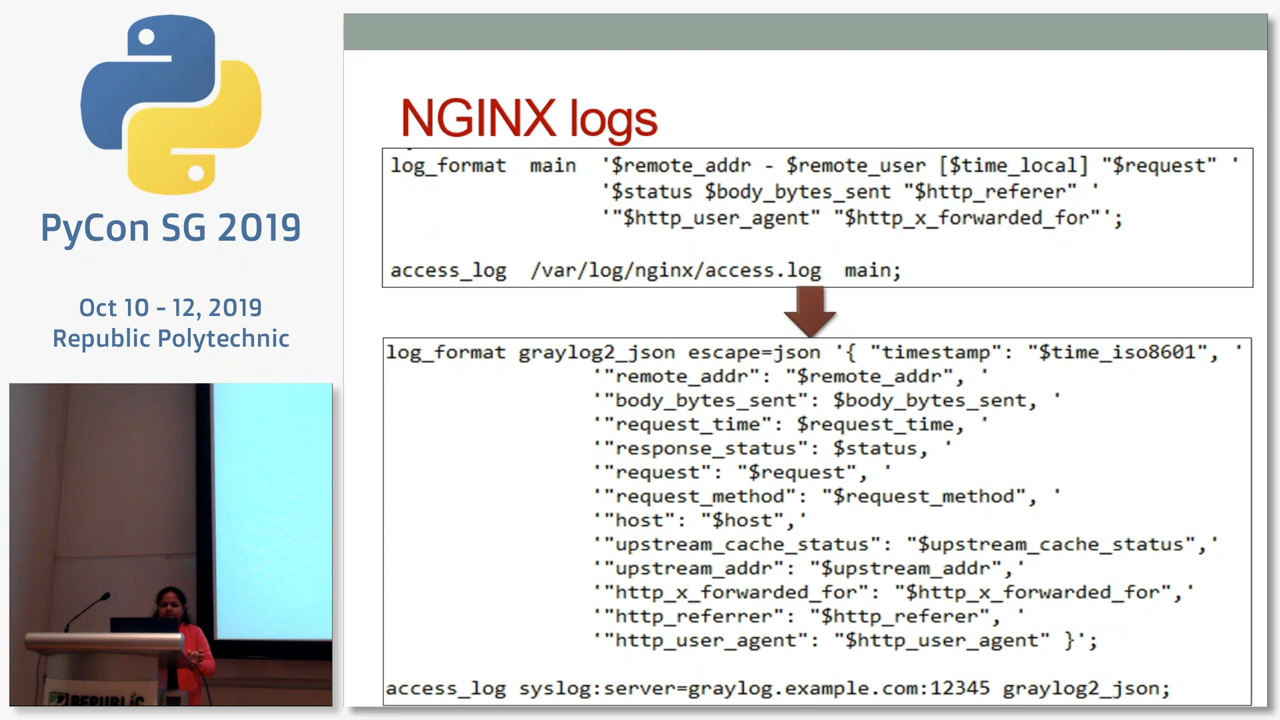 PyCon SG 2019
Oct 10 - 12, 2019
Republic Polytechnic
REPUBLIC
NGINX logs
log_format  main  '$remote_addr - $remote_user [$time_local] "$request" '
'$status $body_bytes_sent "$http_referer" '
'"$http_user_agent" "$http_x_forwarded_for"';
access_log  /var/log/nginx/access.log  main;
log_format graylog2_json escape=json '{ "timestamp": "$time_iso8601", '
'"remote_addr": "$remote_addr", '
'"body_bytes_sent": $body_bytes_sent, '
'"request_time": $request_time, '
'"response_status": $status, '
'"request": "$request", '
'"request_method": "$request_method", '
'"host": "$host",'
'"upstream_cache_status": "$upstream_cache_status",'
'"upstream_addr": "$upstream_addr",'
'"http_x_forwarded_for": "$http_x_forwarded_for",'
'"http_referrer": "$http_referer", '
'"http_user_agent": "$http_user_agent" }';
access_log syslog:server=graylog.example.com:12345 graylog2_json;